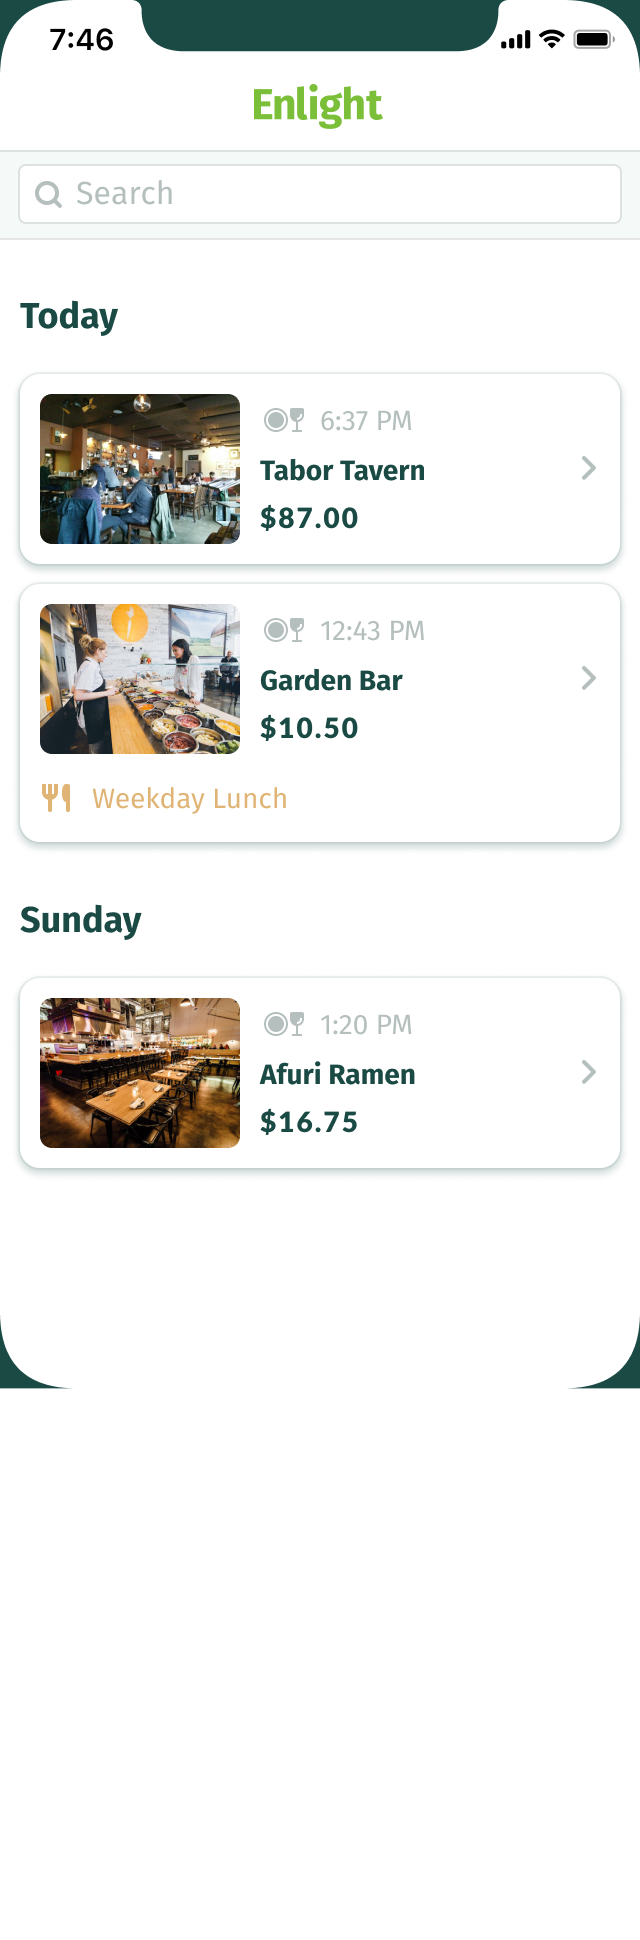 7:46
Enlight
Search
Today
6:37 PM
Tabor Tavern
$87.00
12:43 PM
Garden Bar
$10.50
Weekday Lunch
Sunday
1:20 PM
Afuri Ramen
$16.75